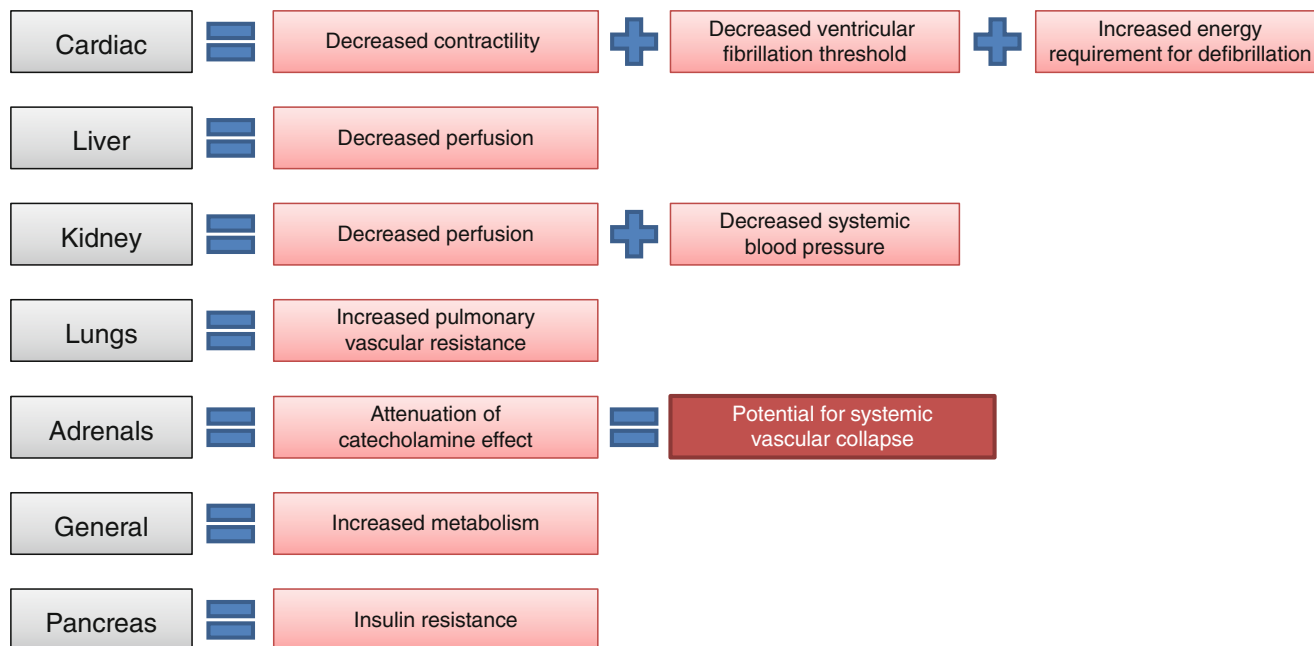 Cardiac
Decreased contractility
Decreased ventricular
fibrillation threshold
Increased energy
requirement for defibrillation
Liver
Decreased perfusion
Kidney
Decreased perfusion
Decreased systemic
blood pressure
Lungs
Increased pulmonary
vascular resistance
Adrenals
Attenuation of
catecholamine effect
Potential for systemic
vascular collapse
General
Increased metabolism
Pancreas
Insulin resistance